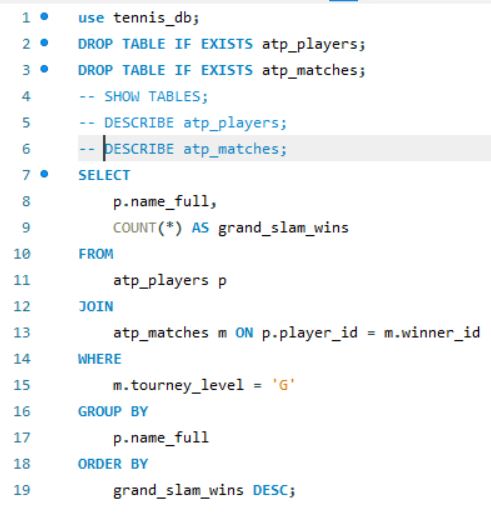 1 use tennis_db;
2 DROP TABLE IF EXISTS atp_players;
3 DROP TABLE IF EXISTS atp_matches;
4 -- SHOW TABLES;
5 -- DESCRIBE atp_players;
6 -- DESCRIBE atp_matches;
7 SELECT
8 p.name_full,
9 COUNT(*) AS grand_slam_wins
10 FROM
11 atp_players p
12 JOIN
13 atp_matches m ON p.player_id = m.winner_id
14 WHERE
15 m.tourney_level = 'G'
16 GROUP BY
17 p.name_full
18 ORDER BY
19 grand_slam_wins DESC;